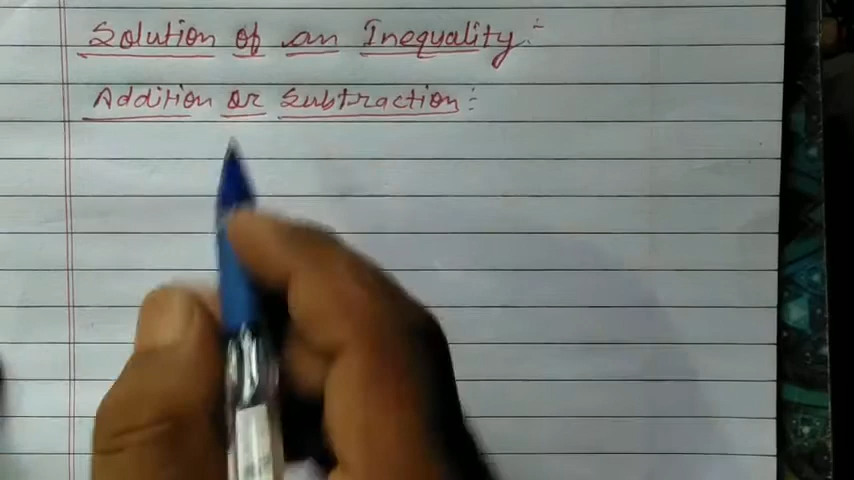 Solution of an Inequality :-
Addition or Subtraction :-